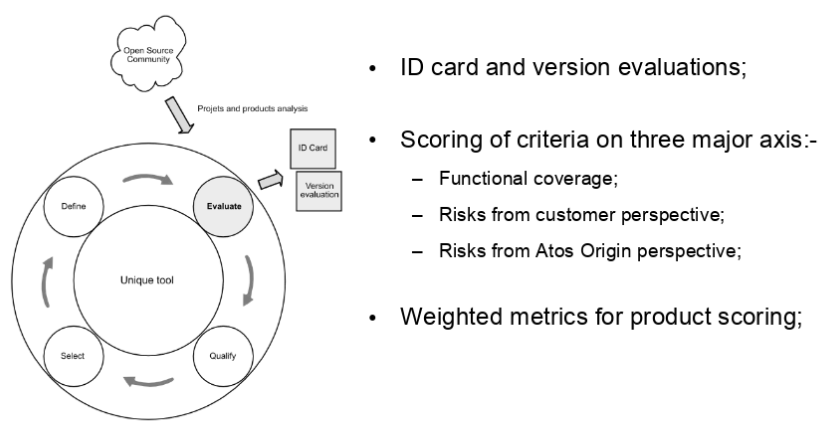 Open Source
Community
Projets and products analysis
ID Card
Version
evaluation
Define
Evaluate
Unique tool
Select
Qualify
• ID card and version evaluations;
• Scoring of criteria on three major axis:-
– Functional coverage;
– Risks from customer perspective;
– Risks from Atos Origin perspective;
• Weighted metrics for product scoring;